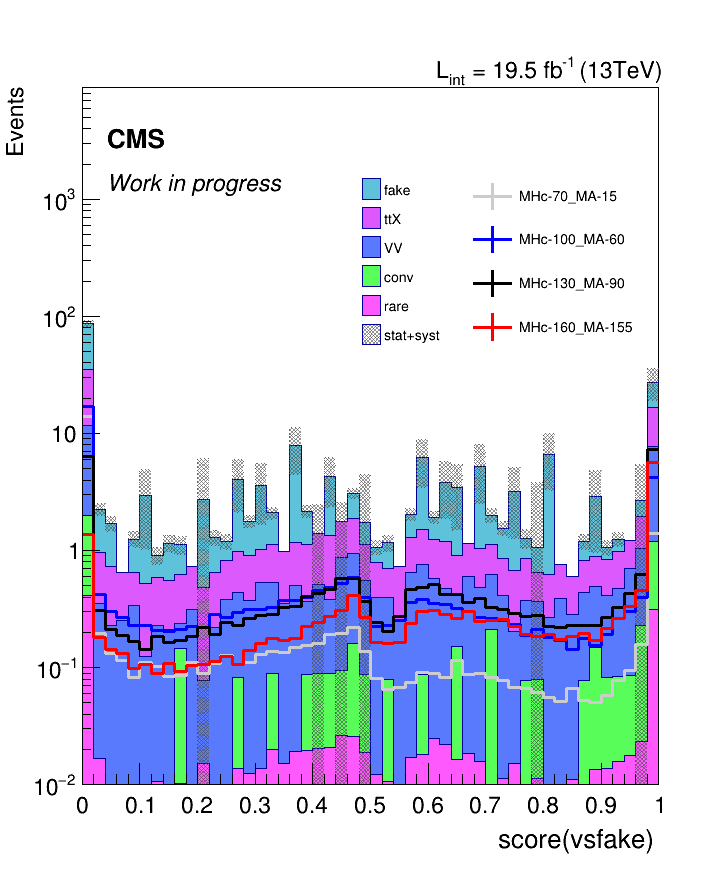 L_int = 19.5 fb^-1 (13TeV)
Events
CMS
Work in progress
fake
ttX
VV
conv
rare
stat+syst
MHc-70_MA-15
MHc-100_MA-60
MHc-130_MA-90
MHc-160_MA-155
10^3
10^2
10
1
10^−1
10^−2
0 0.1 0.2 0.3 0.4 0.5 0.6 0.7 0.8 0.9 1
score(vsfake)